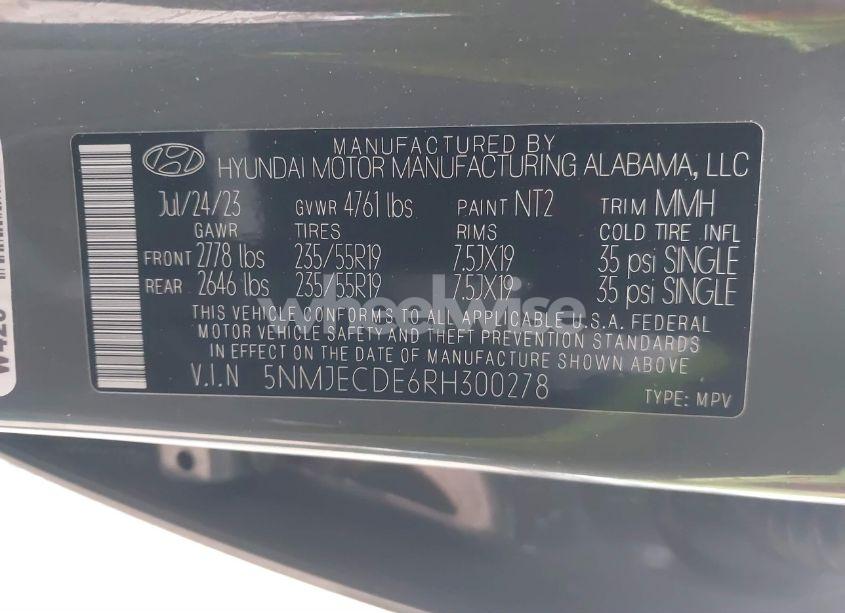 MANUFACTURED BY
HYUNDAI MOTOR MANUFACTURING ALABAMA, LLC
Jul/24/23 GVWR 4761 lbs PAINT NT2 TRIM MMH
GAWR TIRES RIMS COLD TIRE INFL
FRONT 2778 lbs 235/55R19 7.5JX19 35 psi SINGLE
REAR 2646 lbs 235/55R19 7.5JX19 35 psi SINGLE
THIS VEHICLE CONFORMS TO ALL APPLICABLE U.S.A. FEDERAL
MOTOR VEHICLE SAFETY AND THEFT PREVENTION STANDARDS
IN EFFECT ON THE DATE OF MANUFACTURE SHOWN ABOVE
V.I.N 5NMJECDE6RH300278 TYPE: MPV
wheelwise